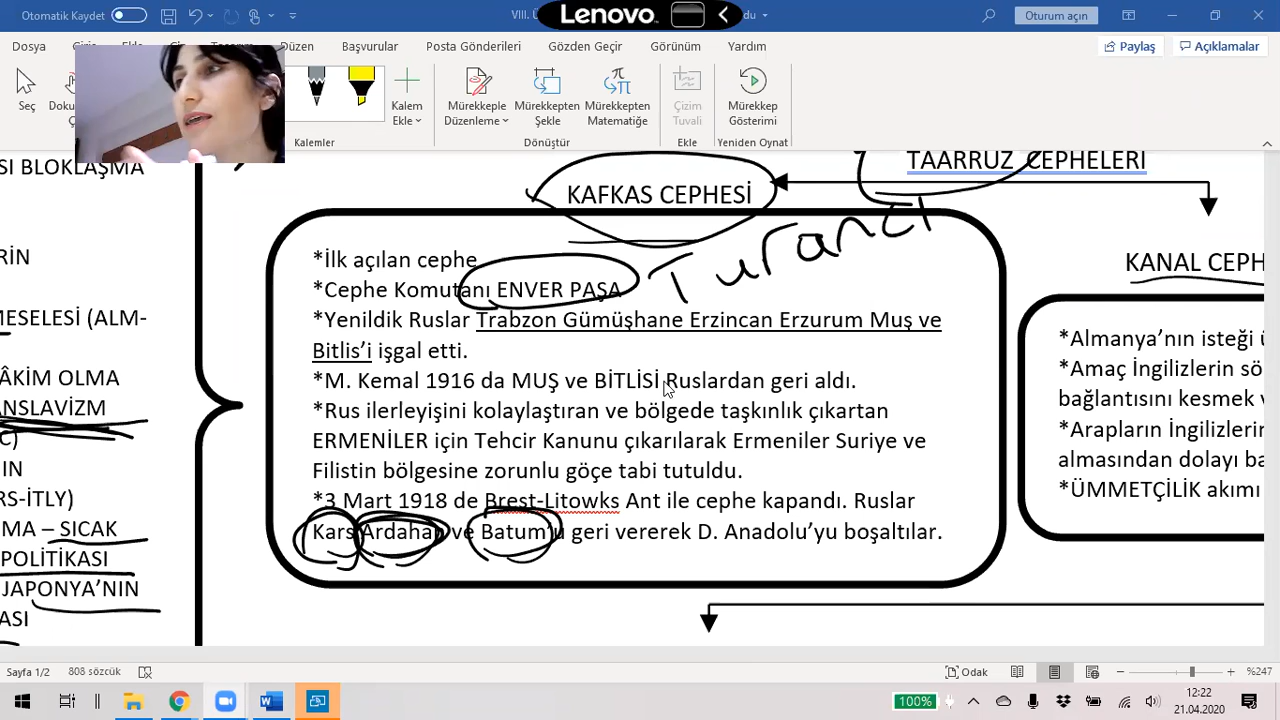 Otomatik Kaydet
VIII. Ü
Lenovo
du
Oturum açın
Dosya
Giriş
Ekle
Çiz
Tasarım
Düzen
Başvurular
Posta Gönderileri
Gözden Geçir
Görünüm
Yardım
Paylaş
Açıklamalar
Seç
Kalem
Ekle
Mürekkeple
Düzenleme
Mürekkepten
Şekle
Mürekkepten
Matematiğe
Çizim
Tuvali
Mürekkep
Gösterimi
Kalemler
Dönüştür
Ekle
Yeniden Oynat
SI BLOKLAŞMA
RİN
MESELESİ (ALM-
ÂKİM OLMA
NSLAVİZM
C)
IN
RS-İTLY)
MA – SICAK
POLİTİKASI
JAPONYA’NIN
ASI
TAARRUZ CEPHELERİ
KAFKAS CEPHESİ
Turancı
*İlk açılan cephe
*Cephe Komutanı ENVER PAŞA
*Yenildik Ruslar Trabzon Gümüşhane Erzincan Erzurum Muş ve
Bitlis’i işgal etti.
*M. Kemal 1916 da MUŞ ve BİTLİSİ Ruslardan geri aldı.
*Rus ilerleyişini kolaylaştıran ve bölgede taşkınlık çıkartan
ERMENİLER için Tehcir Kanunu çıkarılarak Ermeniler Suriye ve
Filistin bölgesine zorunlu göçe tabi tutuldu.
*3 Mart 1918 de Brest-Litowks Ant ile cephe kapandı. Ruslar
Kars Ardahan ve Batum’u geri vererek D. Anadolu’yu boşaltılar.
KANAL CEPH
*Almanya’nın isteği ü
*Amaç İngilizlerin sö
bağlantısını kesmek v
*Arapların İngilizlerin
almasından dolayı ba
*ÜMMETÇİLİK akımı
Sayfa 1/2
808 sözcük
Odak
%247
100%
12:22
21.04.2020